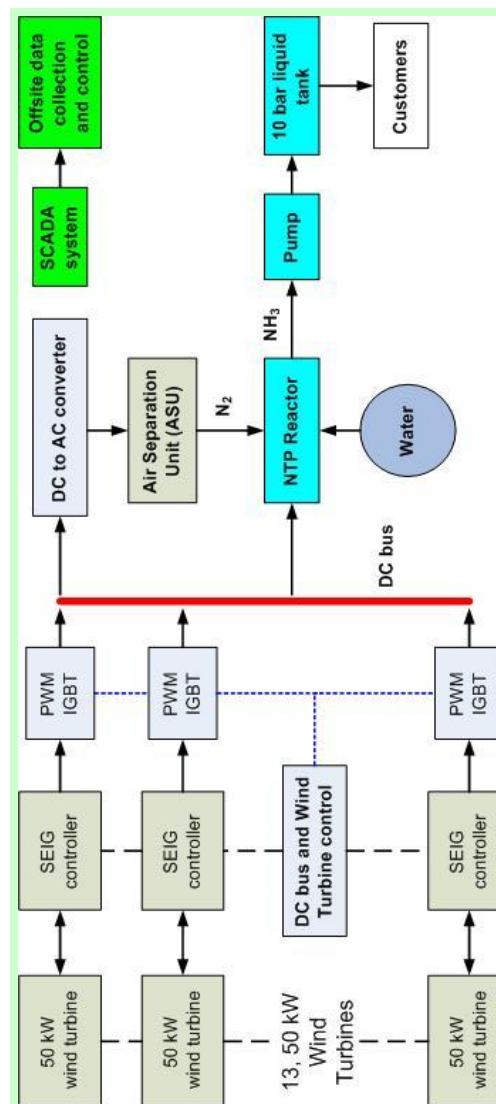 50 kW
wind turbine
SEIG
controller
PWM
IGBT
50 kW
wind turbine
SEIG
controller
PWM
IGBT
13, 50 kW
Wind
Turbines
DC bus and Wind
Turbine control
50 kW
wind turbine
SEIG
controller
PWM
IGBT
DC bus
DC to AC converter
Air Separation
Unit (ASU)
N₂
NTP Reactor
Water
NH₃
Pump
10 bar liquid
tank
Customers
SCADA
system
Offsite data
collection
and control